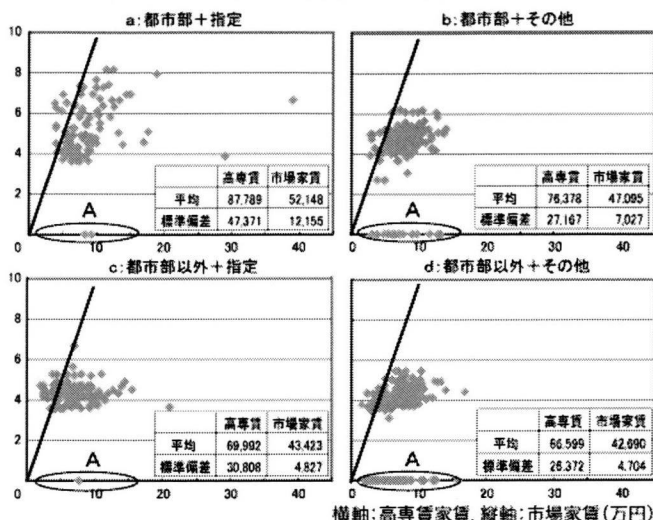 a:都市部+指定
10
8
6
4
2
0
A
高専賃 市場家賃
平均 87,789 52,148
標準偏差 47,371 12,155
0 10 20 30 40
b:都市部+その他
A
高専賃 市場家賃
平均 76,378 47,095
標準偏差 27,167 7,027
0 10 20 30 40
c:都市部以外+指定
10
8
6
4
2
0
A
高専賃 市場家賃
平均 69,992 43,423
標準偏差 30,808 4,827
0 10 20 30 40
d:都市部以外+その他
A
高専賃 市場家賃
平均 66,599 42,690
標準偏差 26,372 4,704
0 10 20 30 40
横軸:高専賃家賃, 縦軸:市場家賃(万円)